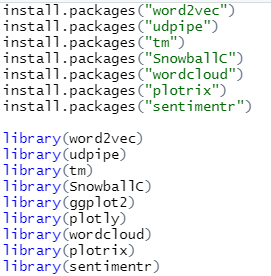 install.packages("word2vec")
install.packages("udpipe")
install.packages("tm")
install.packages("SnowballC")
install.packages("wordcloud")
install.packages("plotrix")
install.packages("sentimentr")
library(word2vec)
library(udpipe)
library(tm)
library(SnowballC)
library(ggplot2)
library(plotly)
library(wordcloud)
library(plotrix)
library(sentimentr)